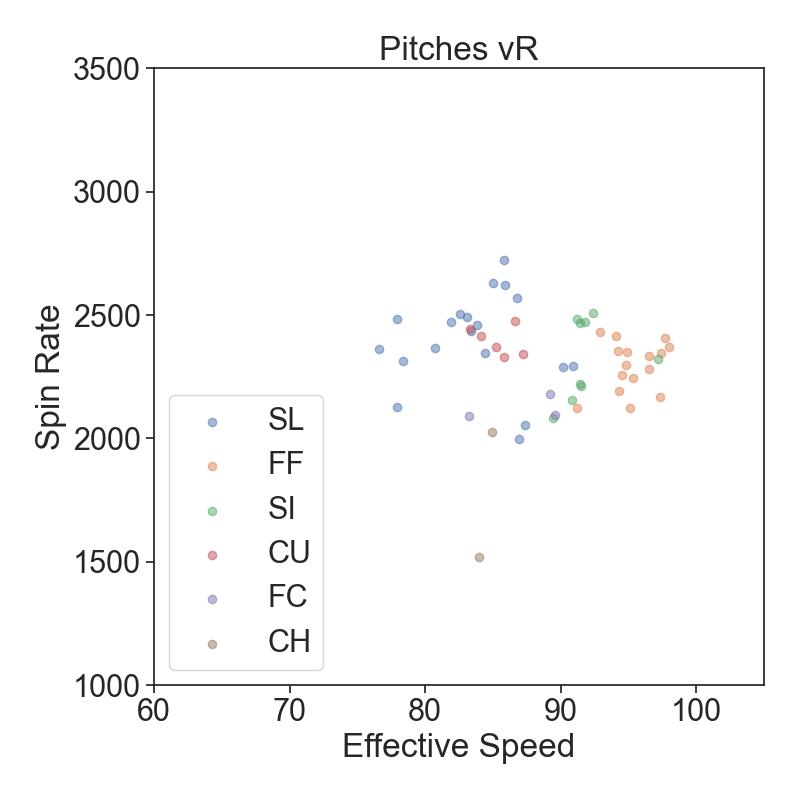 Pitches vR
3500
3000
2500
2000
1500
1000
Spin Rate
SL
FF
SI
CU
FC
CH
60 70 80 90 100
Effective Speed